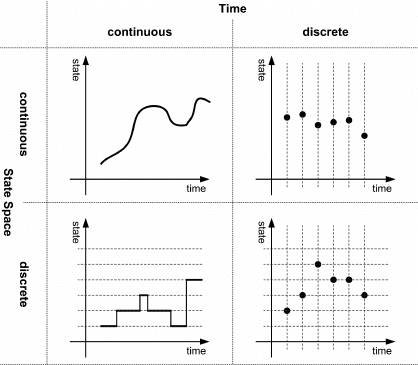 Time
continuous
discrete
State Space
continuous
state
time
state
time
discrete
state
time
state
time